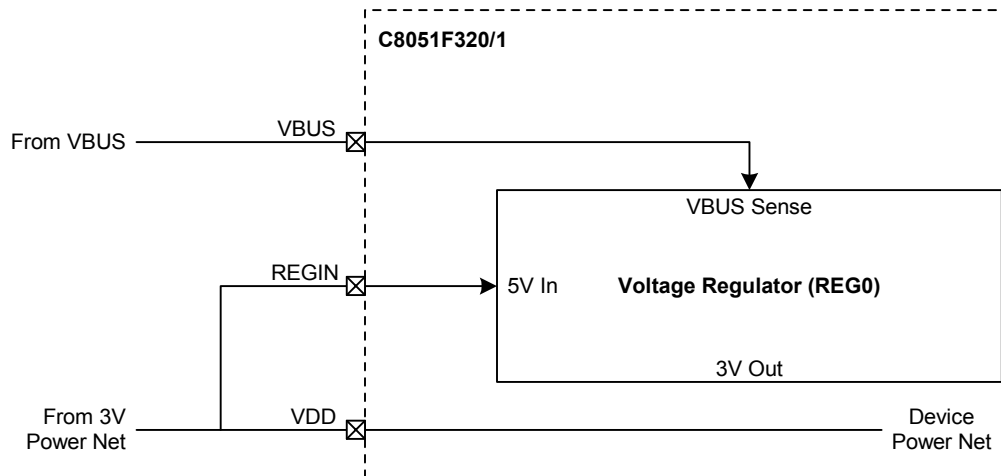 C8051F320/1
From VBUS
VBUS
VBUS Sense
REGIN
5V In
Voltage Regulator (REG0)
3V Out
From 3V
Power Net
VDD
Device
Power Net